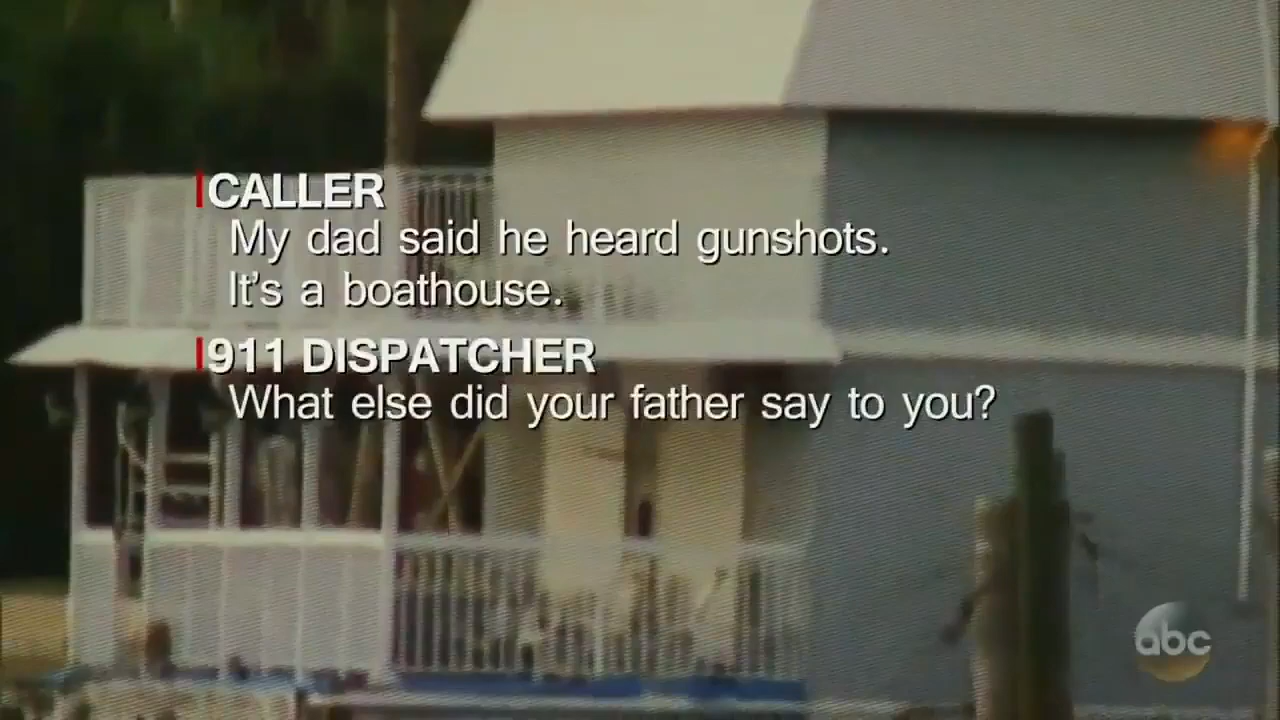 CALLER
My dad said he heard gunshots.
It's a boathouse.
911 DISPATCHER
What else did your father say to you?
abc